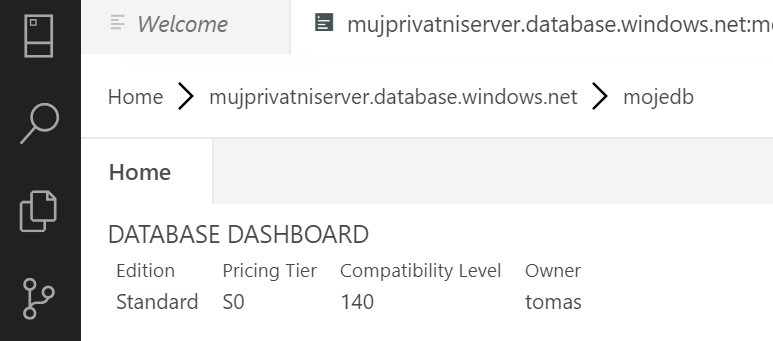 Welcome mujprivatniserver.database.windows.net:m
Home mujprivatniserver.database.windows.net mojedb
Home
DATABASE DASHBOARD
Edition Pricing Tier Compatibility Level Owner
Standard S0 140 tomas